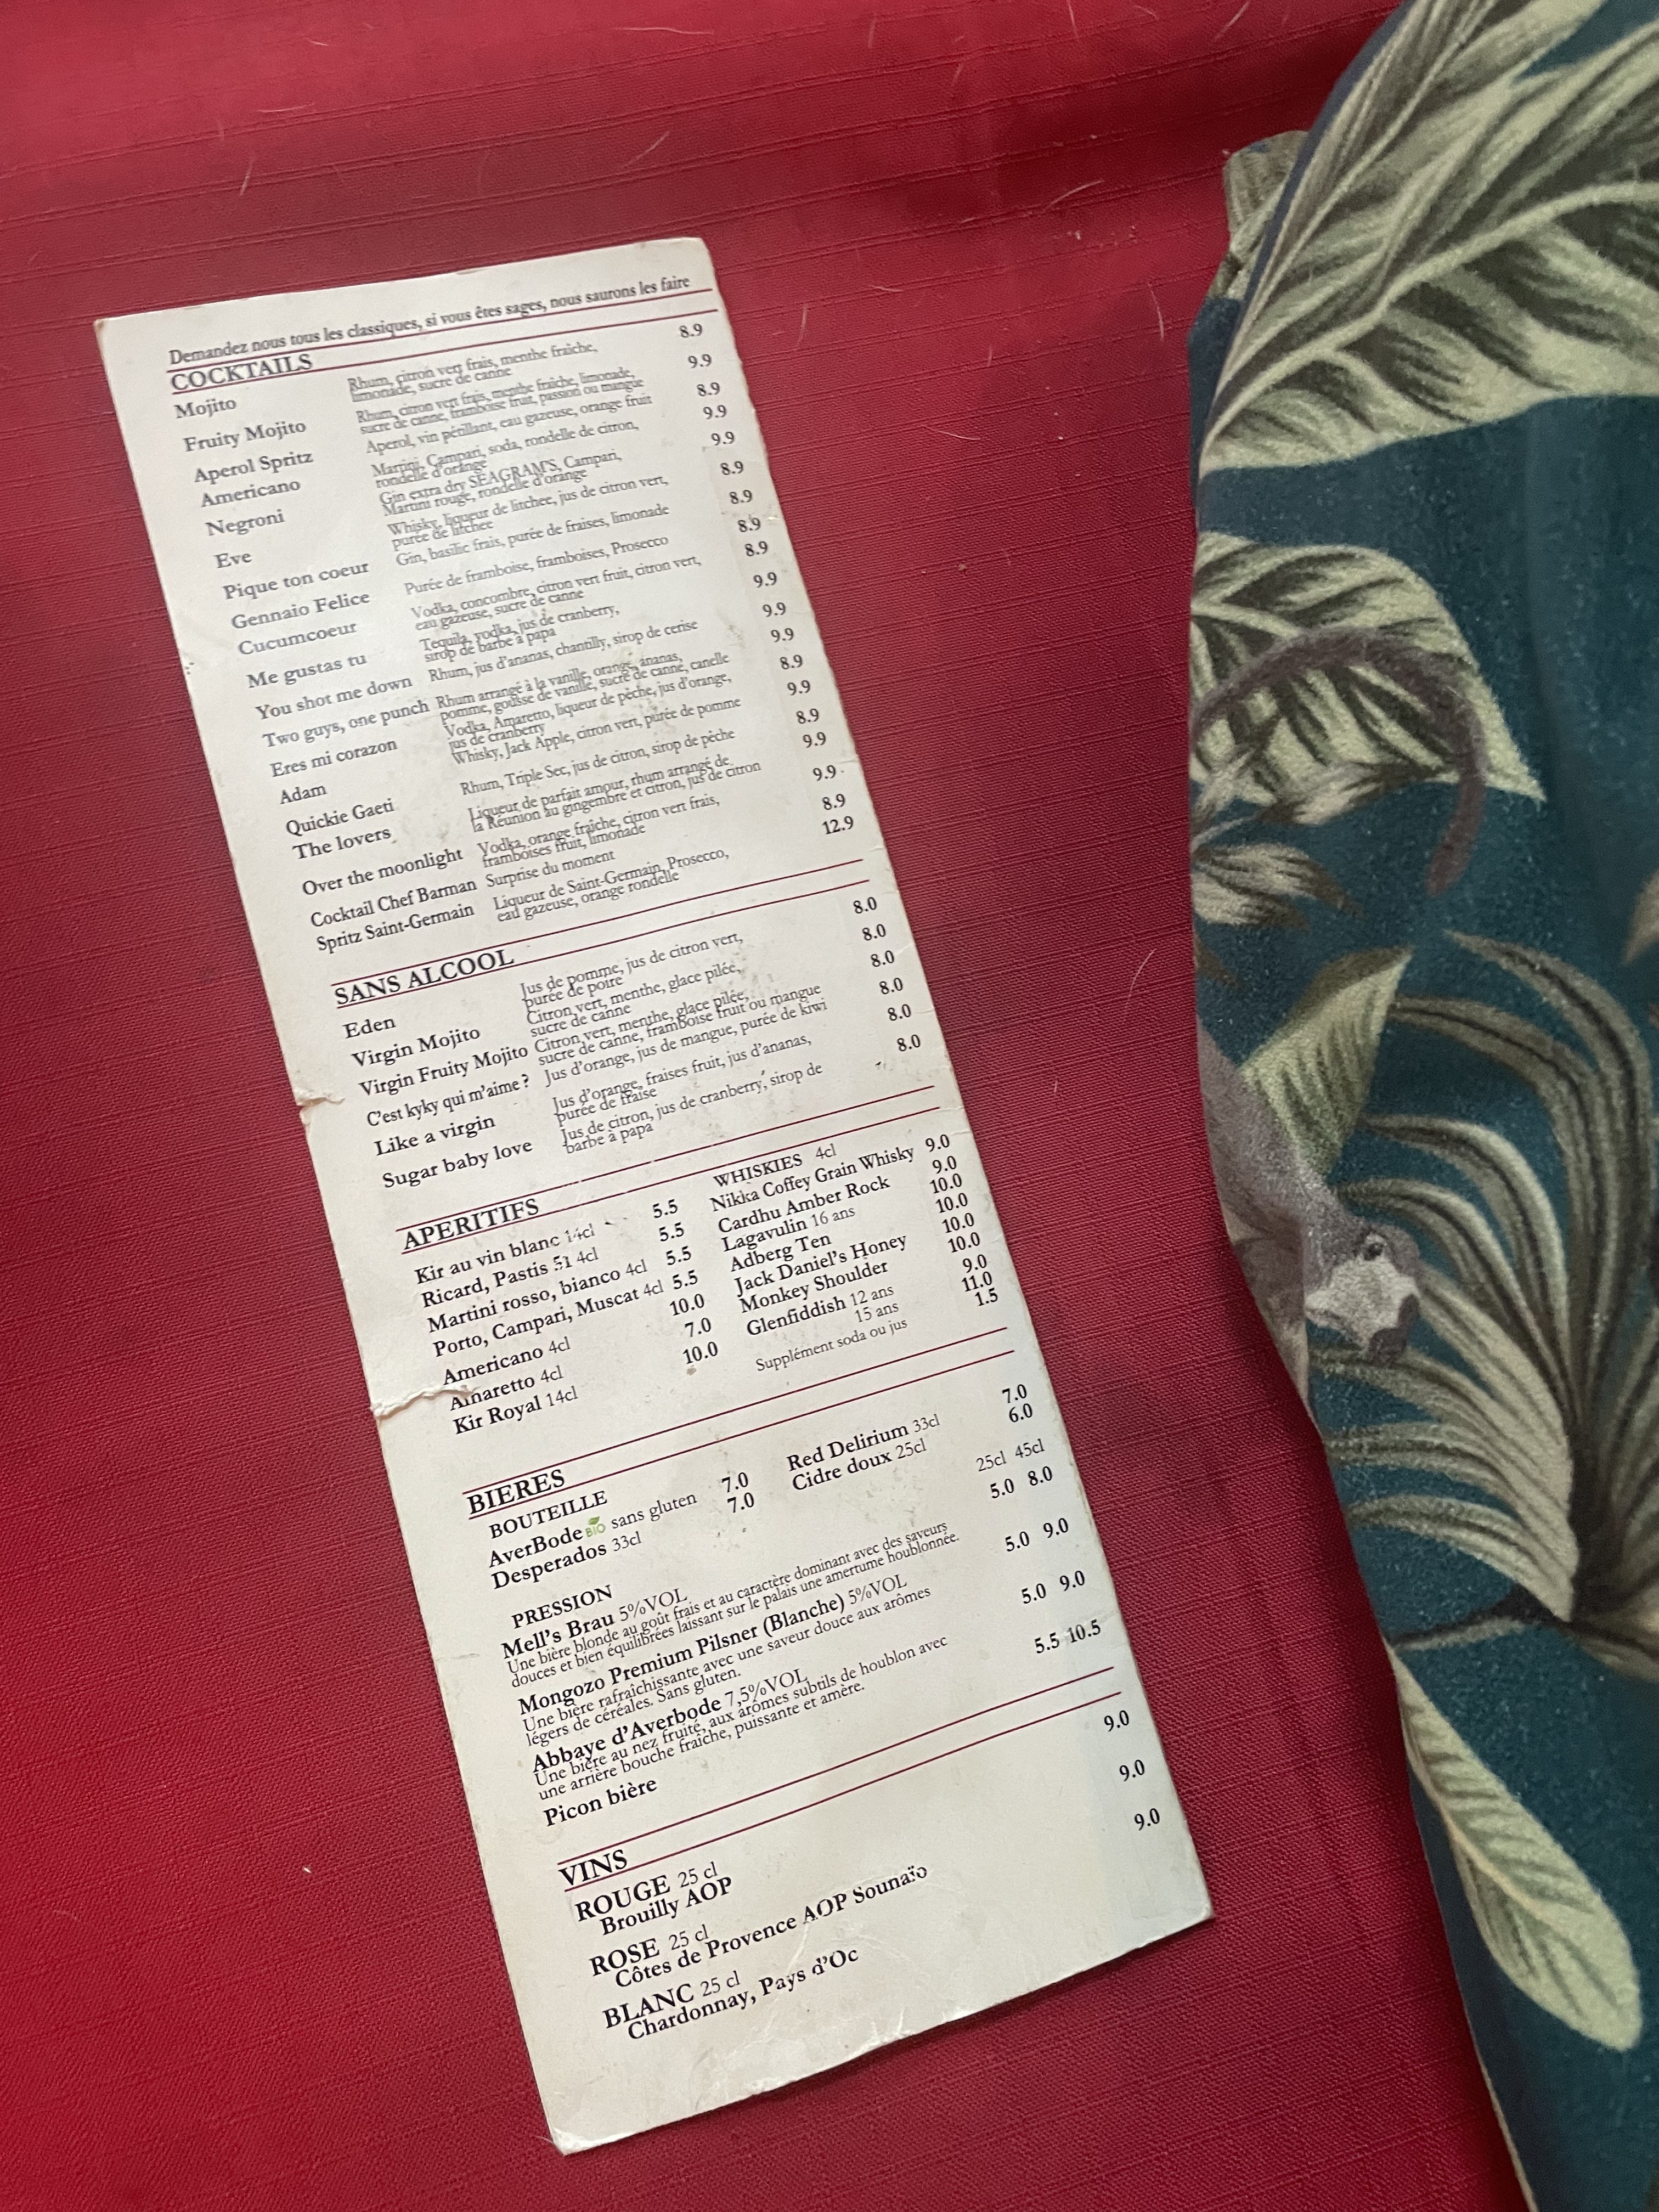 Demandez nous tous les classiques, si vous êtes sages, nous saurons les faire
COCKTAILS
Mojito Rhum, citron vert frais, menthe fraîche, 8.9
limonade, sucre de canne
Fruity Mojito Rhum, citron vert frais, menthe fraîche, limonade, 9.9
sucre de canne, framboise fruit, passion ou mangue
Aperol Spritz Aperol, vin pétillant, eau gazeuse, orange fruit 8.9
Americano Martini, Campari, soda, rondelle de citron, 9.9
rondelle d'orange
Negroni Gin extra dry SEAGRAM'S, Campari, 9.9
Martini rouge, rondelle d'orange
Eve Whisky, liqueur de litchee, jus de citron vert, 8.9
purée de litchee
Pique ton coeur Gin, basilic frais, purée de fraises, limonade 8.9
Gennaio Felice Purée de framboise, framboises, Prosecco 8.9
Cucumcoeur Vodka, concombre, citron vert fruit, citron vert, 8.9
eau gazeuse, sucre de canne
Me gustas tu Tequila, vodka, jus de cranberry, 9.9
sirop de barbe à papa
You shot me down Rhum, jus d'ananas, chantilly, sirop de cerise 9.9
Two guys, one punch Rhum arrangé à la vanille, orange, ananas, 9.9
pomme, gousse de vanille, sucre de canne, canelle
Eres mi corazon Vodka, Amaretto, liqueur de pèche, jus d'orange, 8.9
jus de cranberry
Adam Whisky, Jack Apple, citron vert, purée de pomme 9.9
Quickie Gaeti Rhum, Triple Sec, jus de citron, sirop de pèche 8.9
The lovers Liqueur de parfait amour, rhum arrangé de 9.9
la Réunion au gingembre et citron, jus de citron
Over the moonlight Vodka, orange fraîche, citron vert frais, 9.9
framboises fruit, limonade
Cocktail Chef Barman Surprise du moment 8.9
Spritz Saint-Germain Liqueur de Saint-Germain, Prosecco, 12.9
eau gazeuse, orange rondelle
SANS ALCOOL
Eden Jus de pomme, jus de citron vert, 8.0
purée de poire
Virgin Mojito Citron vert, menthe, glace pilée, 8.0
sucre de canne
Virgin Fruity Mojito Citron vert, menthe, glace pilée, 8.0
sucre de canne, framboise fruit ou mangue
C'est kyky qui m'aime ? Jus d'orange, jus de mangue, purée de kiwi 8.0
Like a virgin Jus d'orange, fraises fruit, jus d'ananas, 8.0
purée de fraise
Sugar baby love Jus de citron, jus de cranberry, sirop de 8.0
barbe à papa
APERITIFS
Kir au vin blanc 14cl 5.5
Ricard, Pastis 51 4cl 5.5
Martini rosso, bianco 4cl 5.5
Porto, Campari, Muscat 4cl 5.5
Americano 4cl 10.0
Amaretto 4cl 7.0
Kir Royal 14cl 10.0
WHISKIES 4cl
Nikka Coffey Grain Whisky 9.0
Cardhu Amber Rock 9.0
Lagavulin 16 ans 10.0
Adberg Ten 10.0
Jack Daniel's Honey 10.0
Monkey Shoulder 10.0
Glenfiddish 12 ans 9.0
15 ans 11.0
Supplément soda ou jus 1.5
BIERES
BOUTEILLE
AverBode BIO sans gluten 7.0
Desperados 33cl 7.0
Red Delirium 33cl 7.0
Cidre doux 25cl 6.0
PRESSION 25cl 45cl
Mell's Brau 5%VOL 5.0 8.0
Une bière blonde au goût frais et au caractère dominant avec des saveurs
douces et bien équilibrées laissant sur le palais une amertume houblonnée.
Mongozo Premium Pilsner (Blanche) 5%VOL 5.0 9.0
Une bière rafraîchissante avec une saveur douce aux arômes
légers de céréales. Sans gluten.
Abbaye d'Averbode 7,5%VOL 5.0 9.0
Une bière au nez fruité, aux arômes subtils de houblon avec
une arrière bouche fraîche, puissante et amère.
Picon bière 5.5 10.5
VINS
ROUGE 25 cl 9.0
Brouilly AOP
ROSE 25 cl 9.0
Côtes de Provence AOP Sounaïo
BLANC 25 cl 9.0
Chardonnay, Pays d'Oc